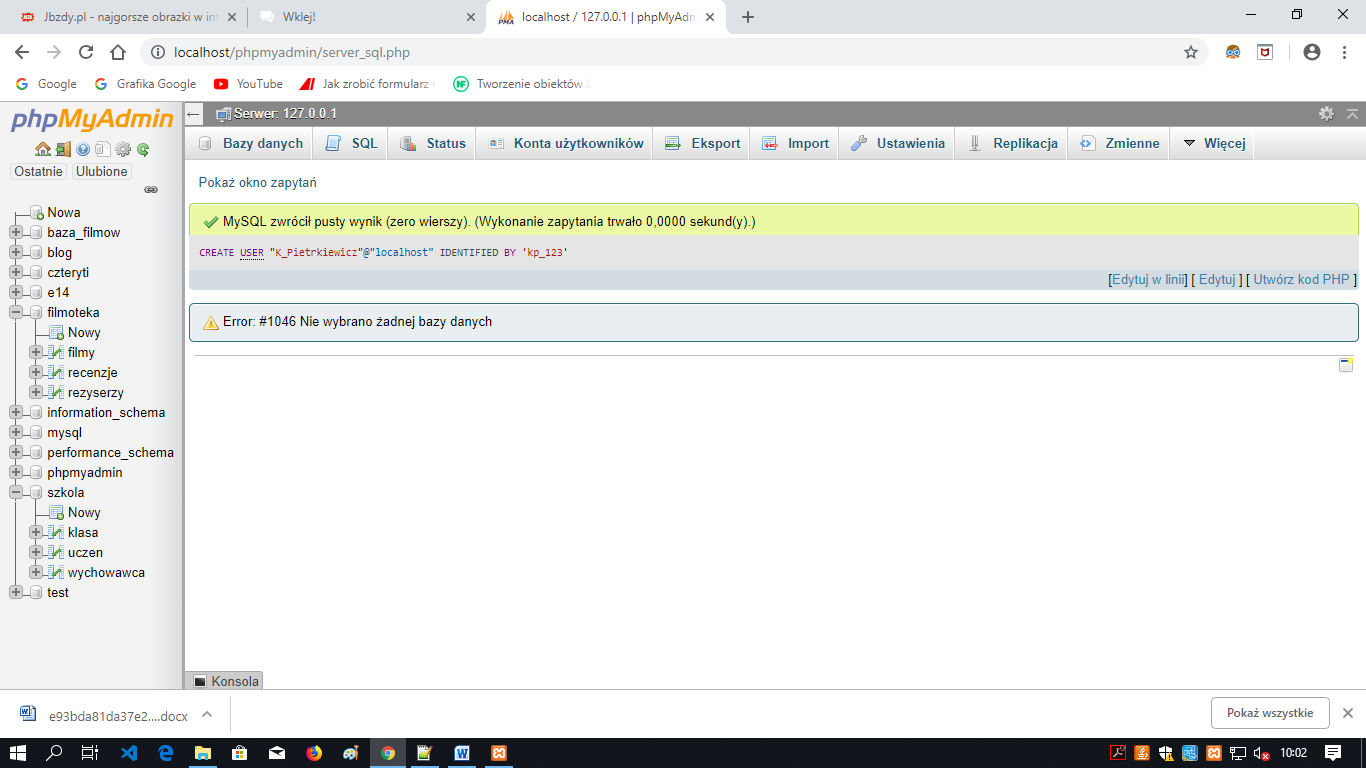 Jbzdy.pl - najgorsze obrazki w int
Wklej!
localhost / 127.0.0.1 | phpMyAdm
localhost/phpmyadmin/server_sql.php
Google
Grafika Google
YouTube
Jak zrobić formularz
Tworzenie obiektów J
phpMyAdmin
Ostatnie
Ulubione
Nowa
baza_filmow
blog
czteryti
e14
filmoteka
Nowy
filmy
recenzje
rezyserzy
information_schema
mysql
performance_schema
phpmyadmin
szkola
Nowy
klasa
uczen
wychowawca
test
Serwer: 127.0.0.1
Bazy danych
SQL
Status
Konta użytkowników
Eksport
Import
Ustawienia
Replikacja
Zmienne
Więcej
Pokaż okno zapytań
MySQL zwrócił pusty wynik (zero wierszy). (Wykonanie zapytania trwało 0,0000 sekund(y).)
CREATE USER "K_Pietrkiewicz"@"localhost" IDENTIFIED BY 'kp_123'
[Edytuj w linii] [ Edytuj ] [ Utwórz kod PHP ]
Error: #1046 Nie wybrano żadnej bazy danych
Konsola
e93bda81da37e2....docx
Pokaż wszystkie
10:02